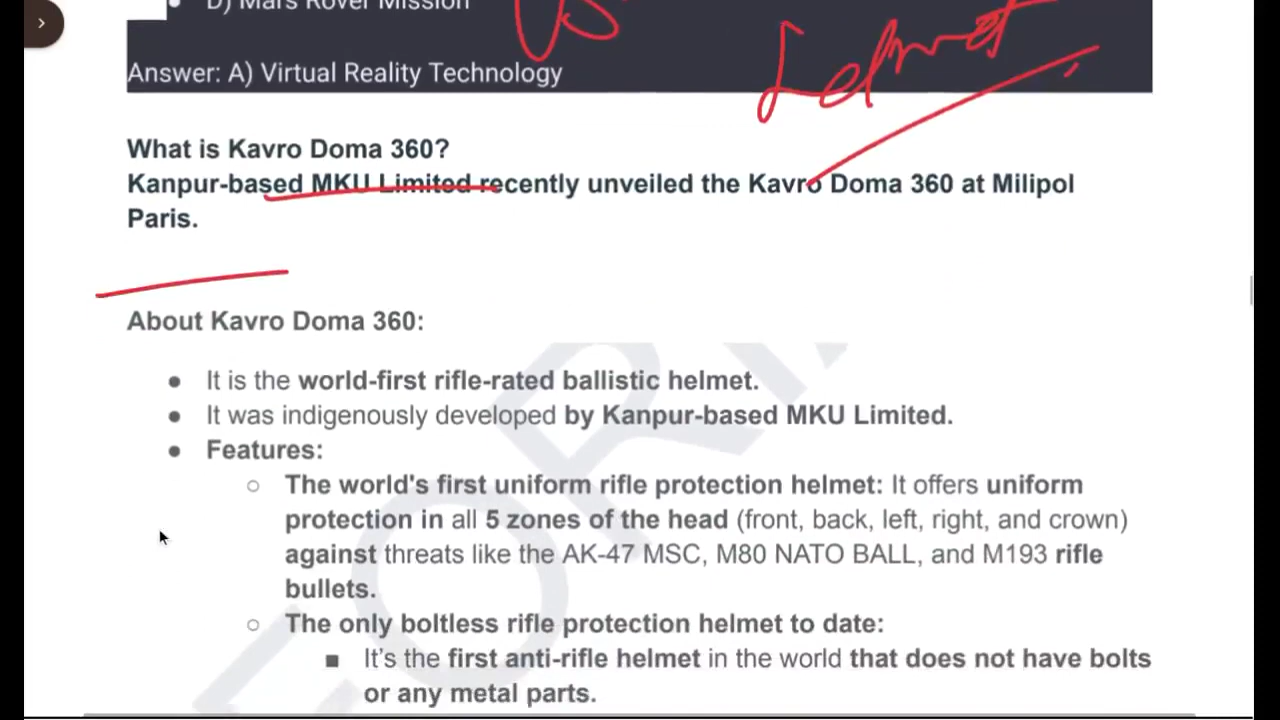 D) Mars Rover Mission
Answer: A) Virtual Reality Technology
Helmet
What is Kavro Doma 360?
Kanpur-based MKU Limited recently unveiled the Kavro Doma 360 at Milipol
Paris.
About Kavro Doma 360:
It is the world-first rifle-rated ballistic helmet.
It was indigenously developed by Kanpur-based MKU Limited.
Features:
The world's first uniform rifle protection helmet: It offers uniform
protection in all 5 zones of the head (front, back, left, right, and crown)
against threats like the AK-47 MSC, M80 NATO BALL, and M193 rifle
bullets.
The only boltless rifle protection helmet to date:
It’s the first anti-rifle helmet in the world that does not have bolts
or any metal parts.